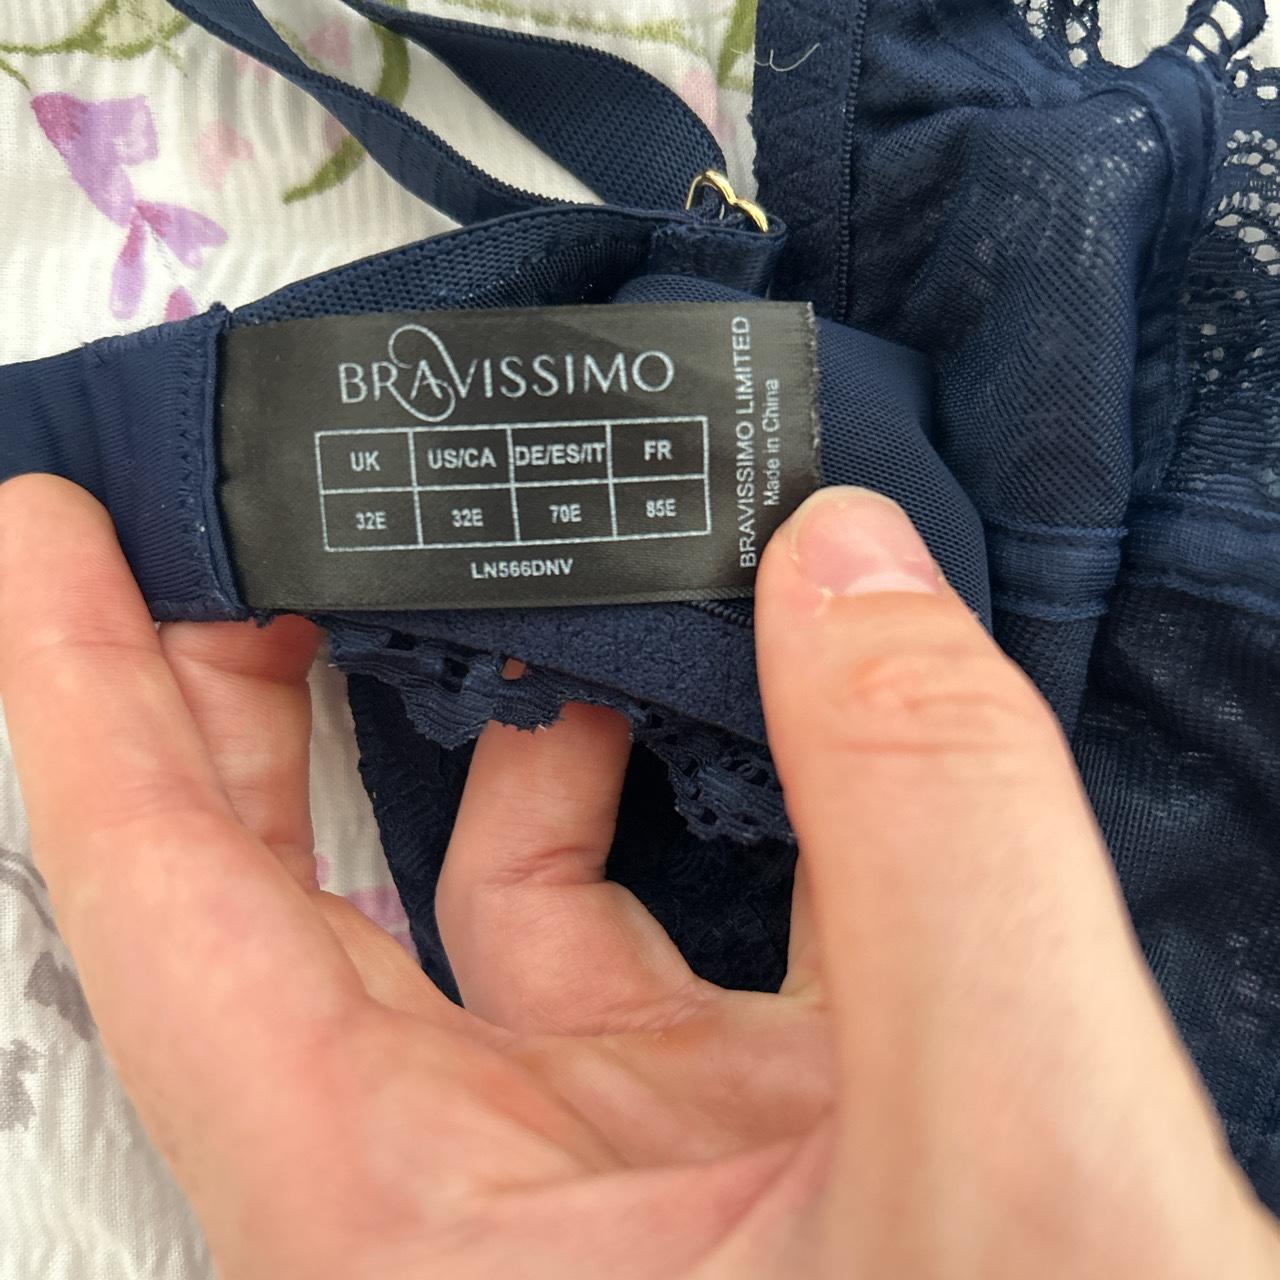 BRAVISSIMO
UK US/CA DE/ES/IT FR
32E 32E 70E 85E
LN566DNV
BRAVISSIMO LIMITED
Made in China